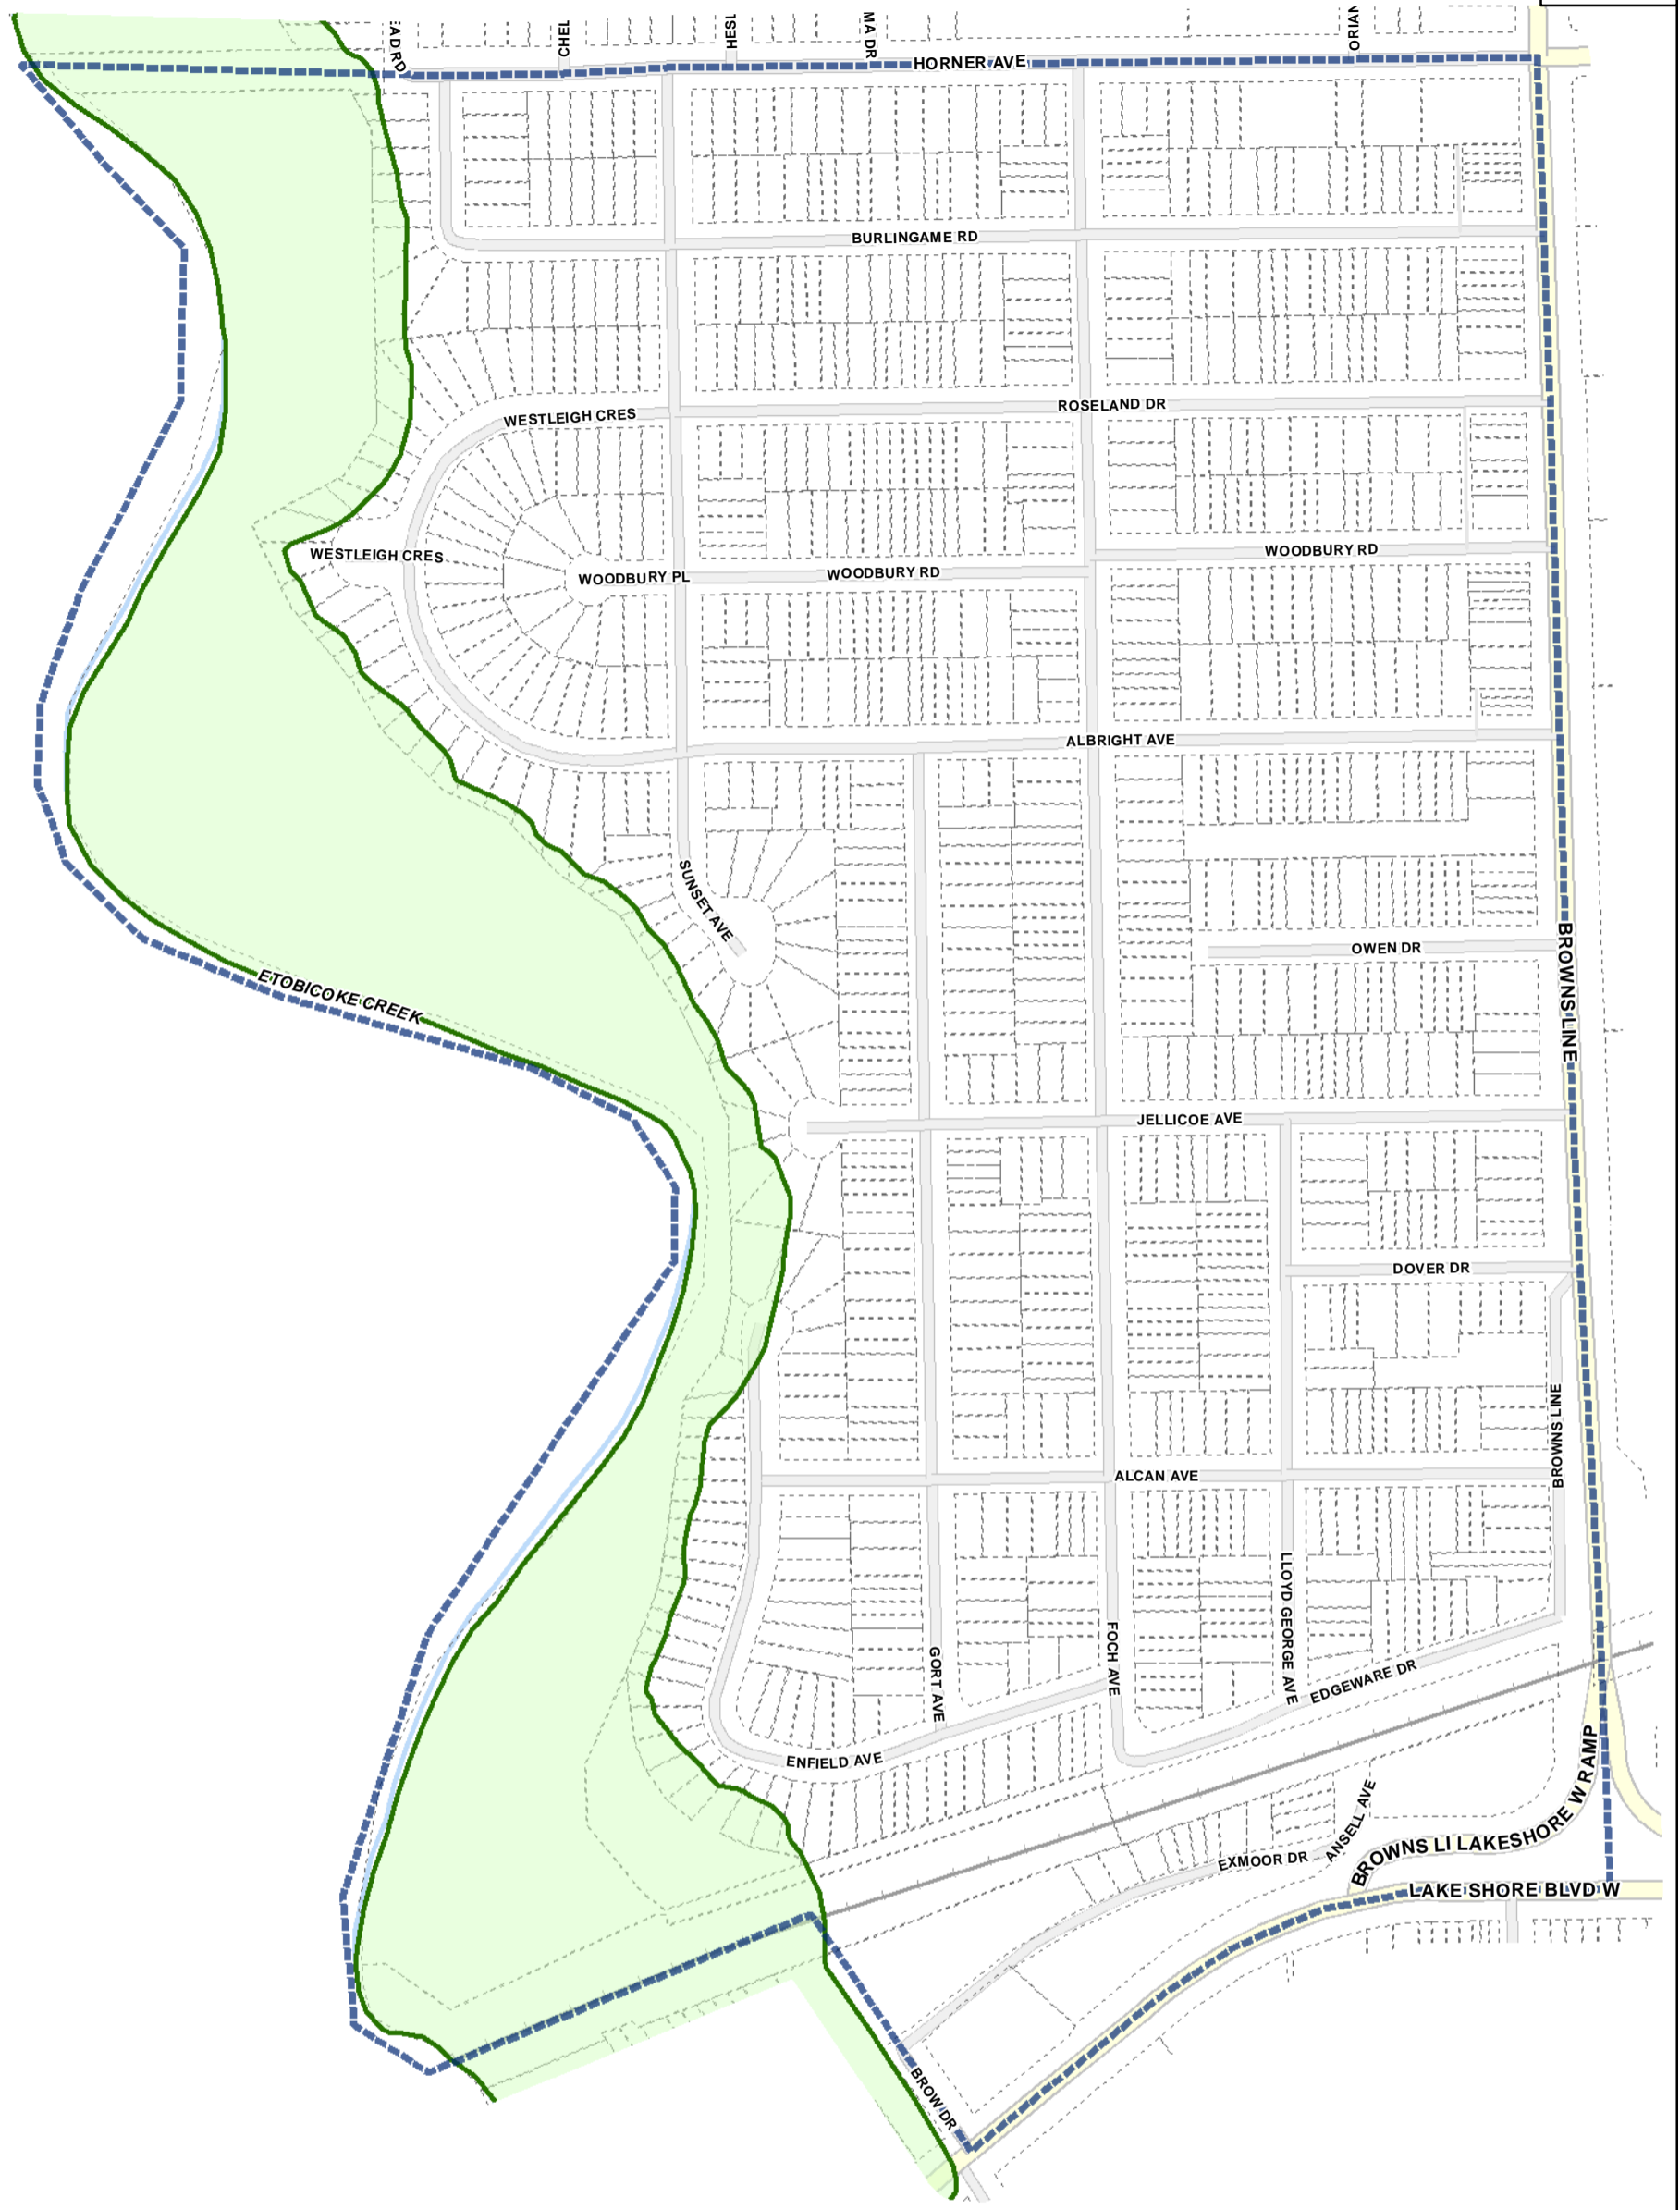 CHEL
HESL
MA DR
ORIAN
HORNER AVE
BURLINGAME RD
WESTLEIGH CRES
ROSELAND DR
WESTLEIGH CRES
WOODBURY PL
WOODBURY RD
WOODBURY RD
ALBRIGHT AVE
SUNSET AVE
OWEN DR
BROWNS LINE
ETOBICOKE CREEK
JELLICOE AVE
DOVER DR
BROWNS LINE
ALCAN AVE
LLOYD GEORGE AVE
FOCH AVE
GORT AVE
EDGEWARE DR
ENFIELD AVE
ANSELL AVE
BROWNS LI LAKESHORE W RAMP
EXMOOR DR
LAKE SHORE BLVD W
BROW DR